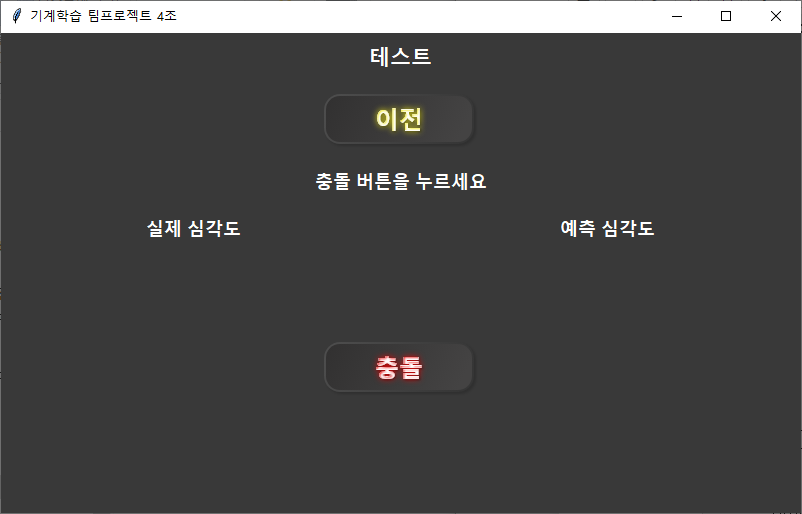 기계학습 팀프로젝트 4조
테스트
이전
충돌 버튼을 누르세요
실제 심각도
예측 심각도
충돌